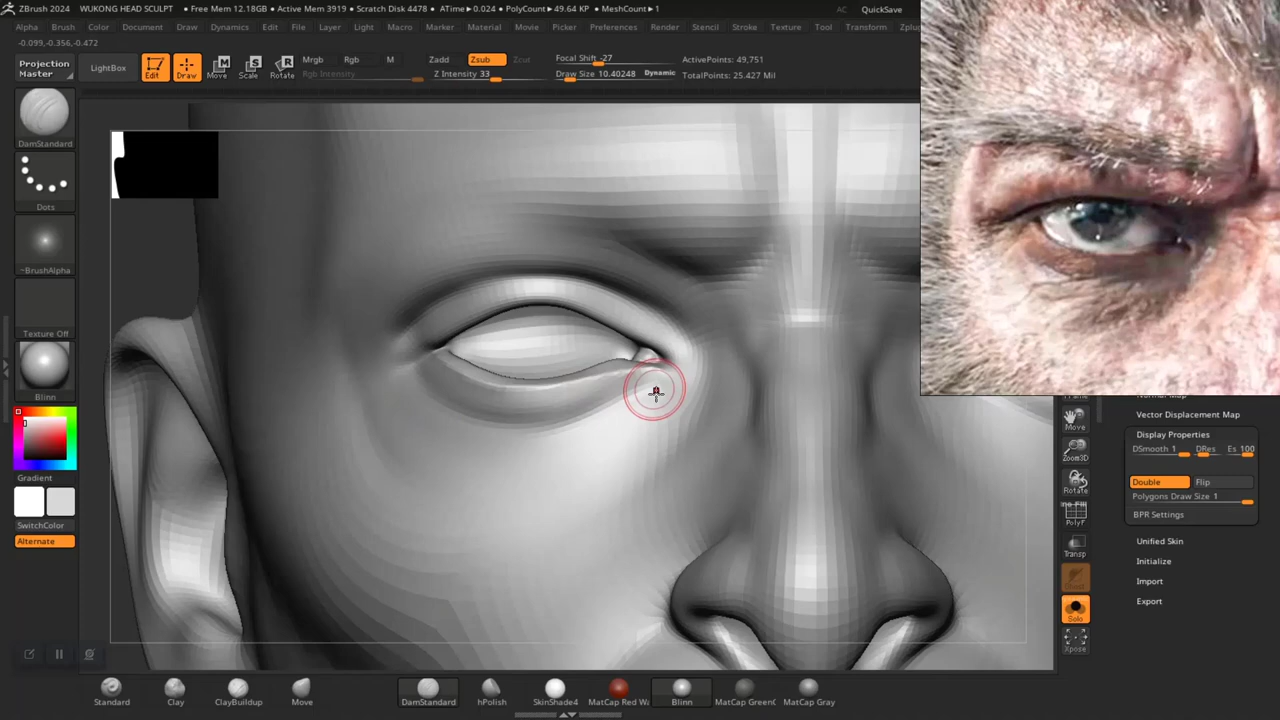 ZBrush 2024 WUKONG HEAD SCULPT • Free Mem 12.18GB • Active Mem 3919 • Scratch Disk 4478 • ATime►0.024 • PolyCount►49.64 KP • MeshCount►1 AC QuickSave
Alpha Brush Color Document Draw Dynamics Edit File Layer Light Macro Marker Material Movie Picker Preferences Render Stencil Stroke Texture Tool Transform Zplug
-0.099,-0.356,-0.472
Projection Master
LightBox
Edit
Draw
Move
Scale
Rotate
Mrgb Rgb M
Rgb Intensity
Zadd Zsub Zcut
Z Intensity 33
Focal Shift -27
Draw Size 10.40248 Dynamic
ActivePoints: 49,751
TotalPoints: 25.427 Mil
DamStandard
Dots
~BrushAlpha
Texture Off
Blinn
Gradient
SwitchColor
Alternate
Move
Zoom3D
Rotate
PolyF
Transp
Ghost
Solo
Xpose
Vector Displacement Map
Display Properties
DSmooth 1 DRes Es 100
Double Flip
Polygons Draw Size 1
BPR Settings
Unified Skin
Initialize
Import
Export
Standard Clay ClayBuildup Move DamStandard hPolish SkinShade4 MatCap Red Wa Blinn MatCap GreenC MatCap Gray